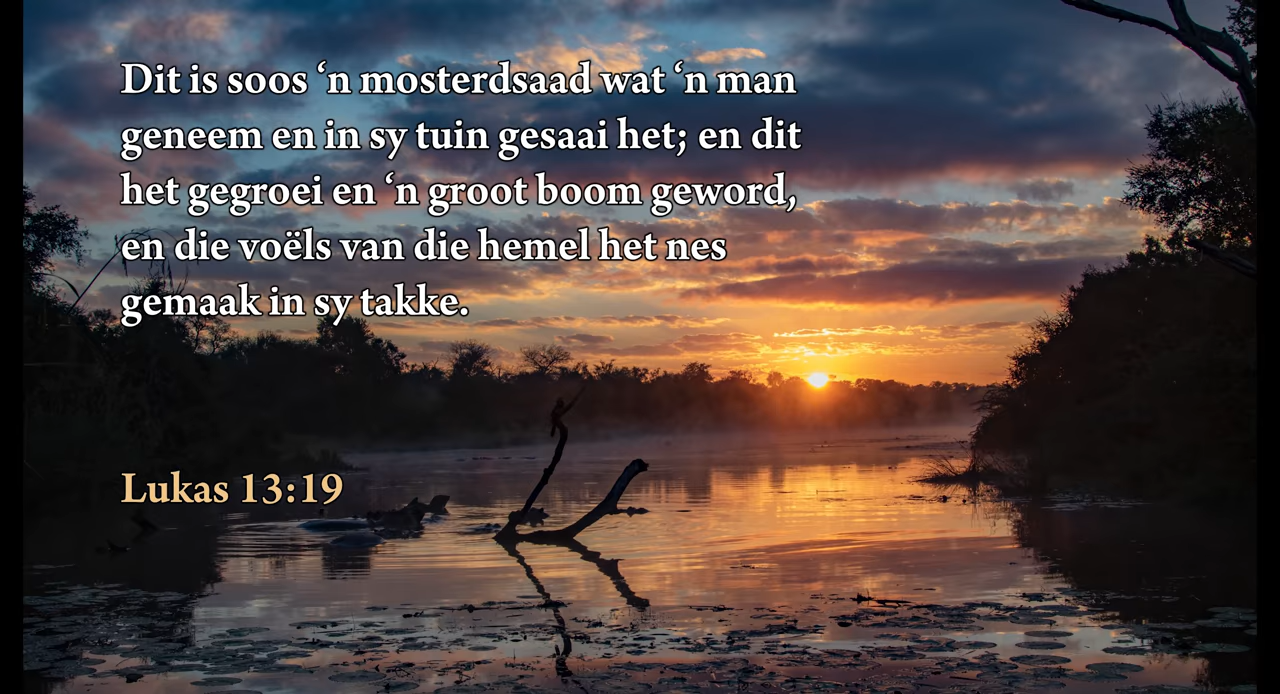 Dit is soos ‘n mosterdsaad wat ‘n man
geneem en in sy tuin gesaai het; en dit
het gegroei en ‘n groot boom geword,
en die voëls van die hemel het nes
gemaak in sy takke.
Lukas 13:19